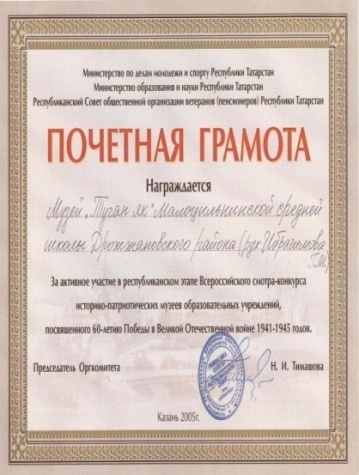 Министерство по делам молодежи и спорту Республики Татарстан
Министерство образования и науки Республики Татарстан
Республиканский Совет общественной организации ветеранов (пенсионеров) Республики Татарстан
ПОЧЕТНАЯ ГРАМОТА
Награждается
Музей „Туган як“ Малоцильнинской средней
школы Дрожжановского района (рук. Ибрагимова
Г.М.)
За активное участие в республиканском этапе Всероссийского смотра-конкурса
историко-патриотических музеев образовательных учреждений,
посвященного 60-летию Победы в Великой Отечественной войне 1941-1945 годов.
Председатель Оргкомитета Н. И. Тимашова
Казань 2005г.